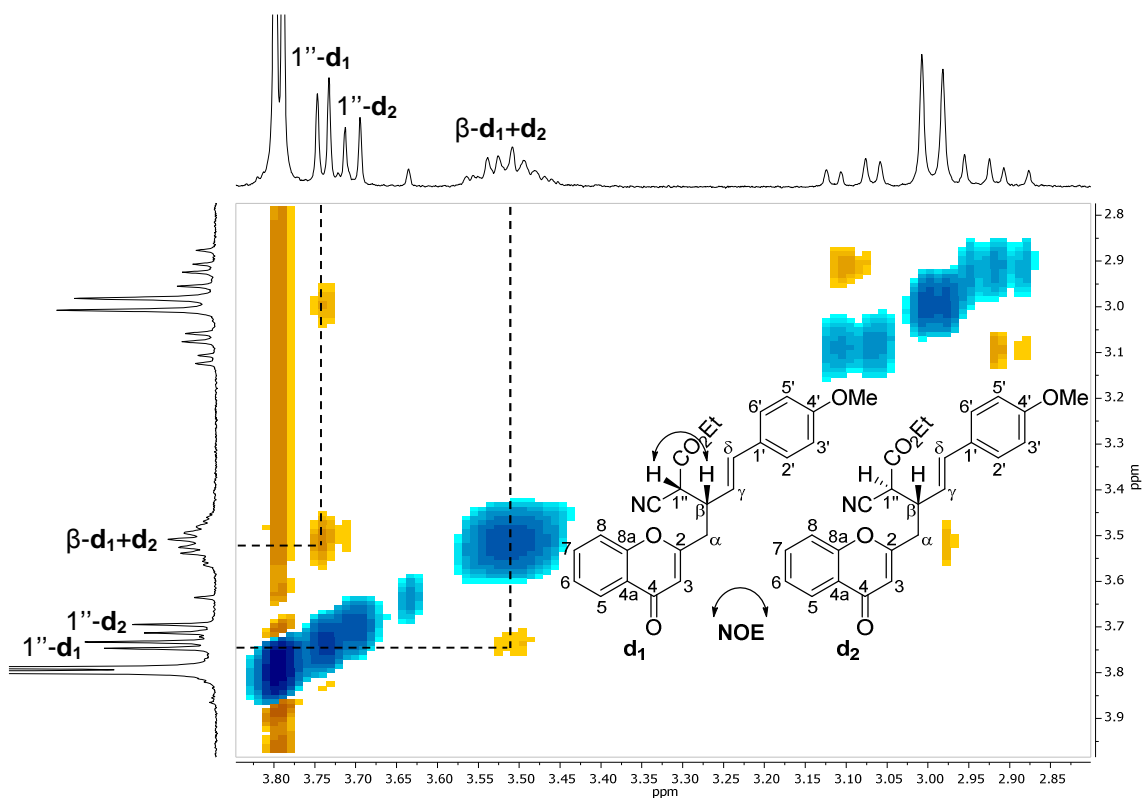 1’’-d₁
1’’-d₂
β-d₁+d₂
2.8
2.9
3.0
3.1
3.2
3.3
3.4
3.5
3.6
3.7
3.8
3.9
ppm
β-d₁+d₂
1’’-d₂
1’’-d₁
5'
6'
4'
OMe
CO₂Et
δ
3'
H
H
1'
2'
γ
1’’
NC
β
8
O
α
7
8a
2
6
4a
4
3
5
O
d₁
NOE
5'
6'
4'
OMe
CO₂Et
δ
3'
H
H
1'
2'
γ
1’’
NC
β
8
O
α
7
8a
2
6
4a
4
3
5
O
d₂
3.80 3.75 3.70 3.65 3.60 3.55 3.50 3.45 3.40 3.35 3.30 3.25 3.20 3.15 3.10 3.05 3.00 2.95 2.90 2.85
ppm